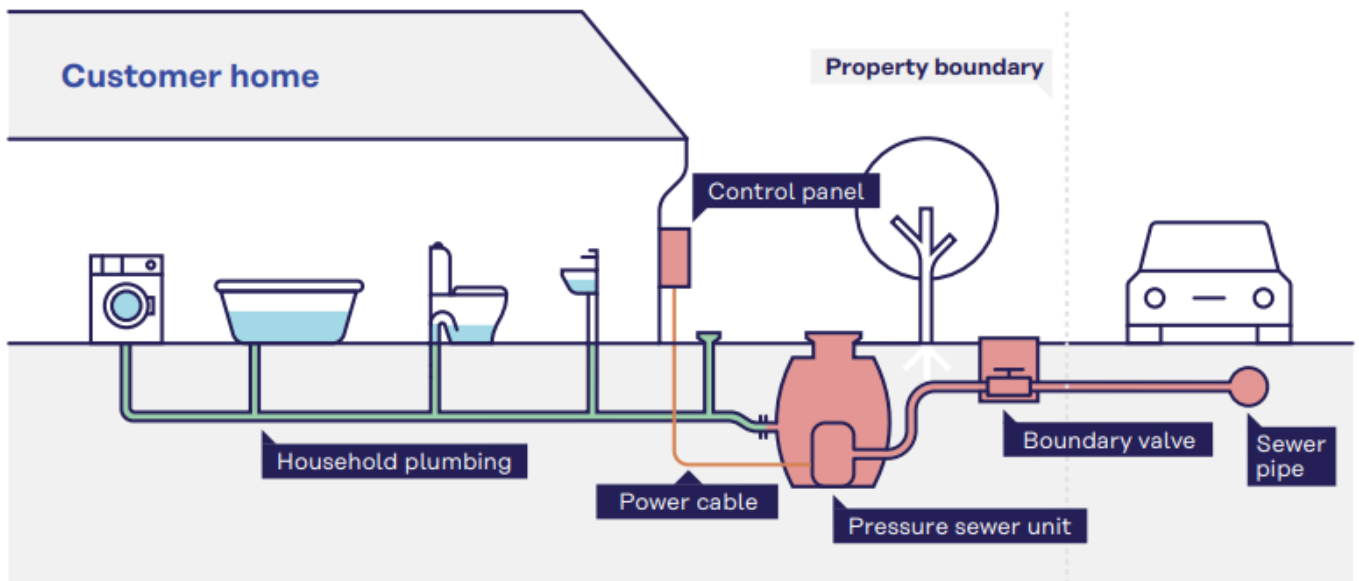 Customer home
Property boundary
Control panel
Household plumbing
Power cable
Pressure sewer unit
Boundary valve
Sewer
pipe